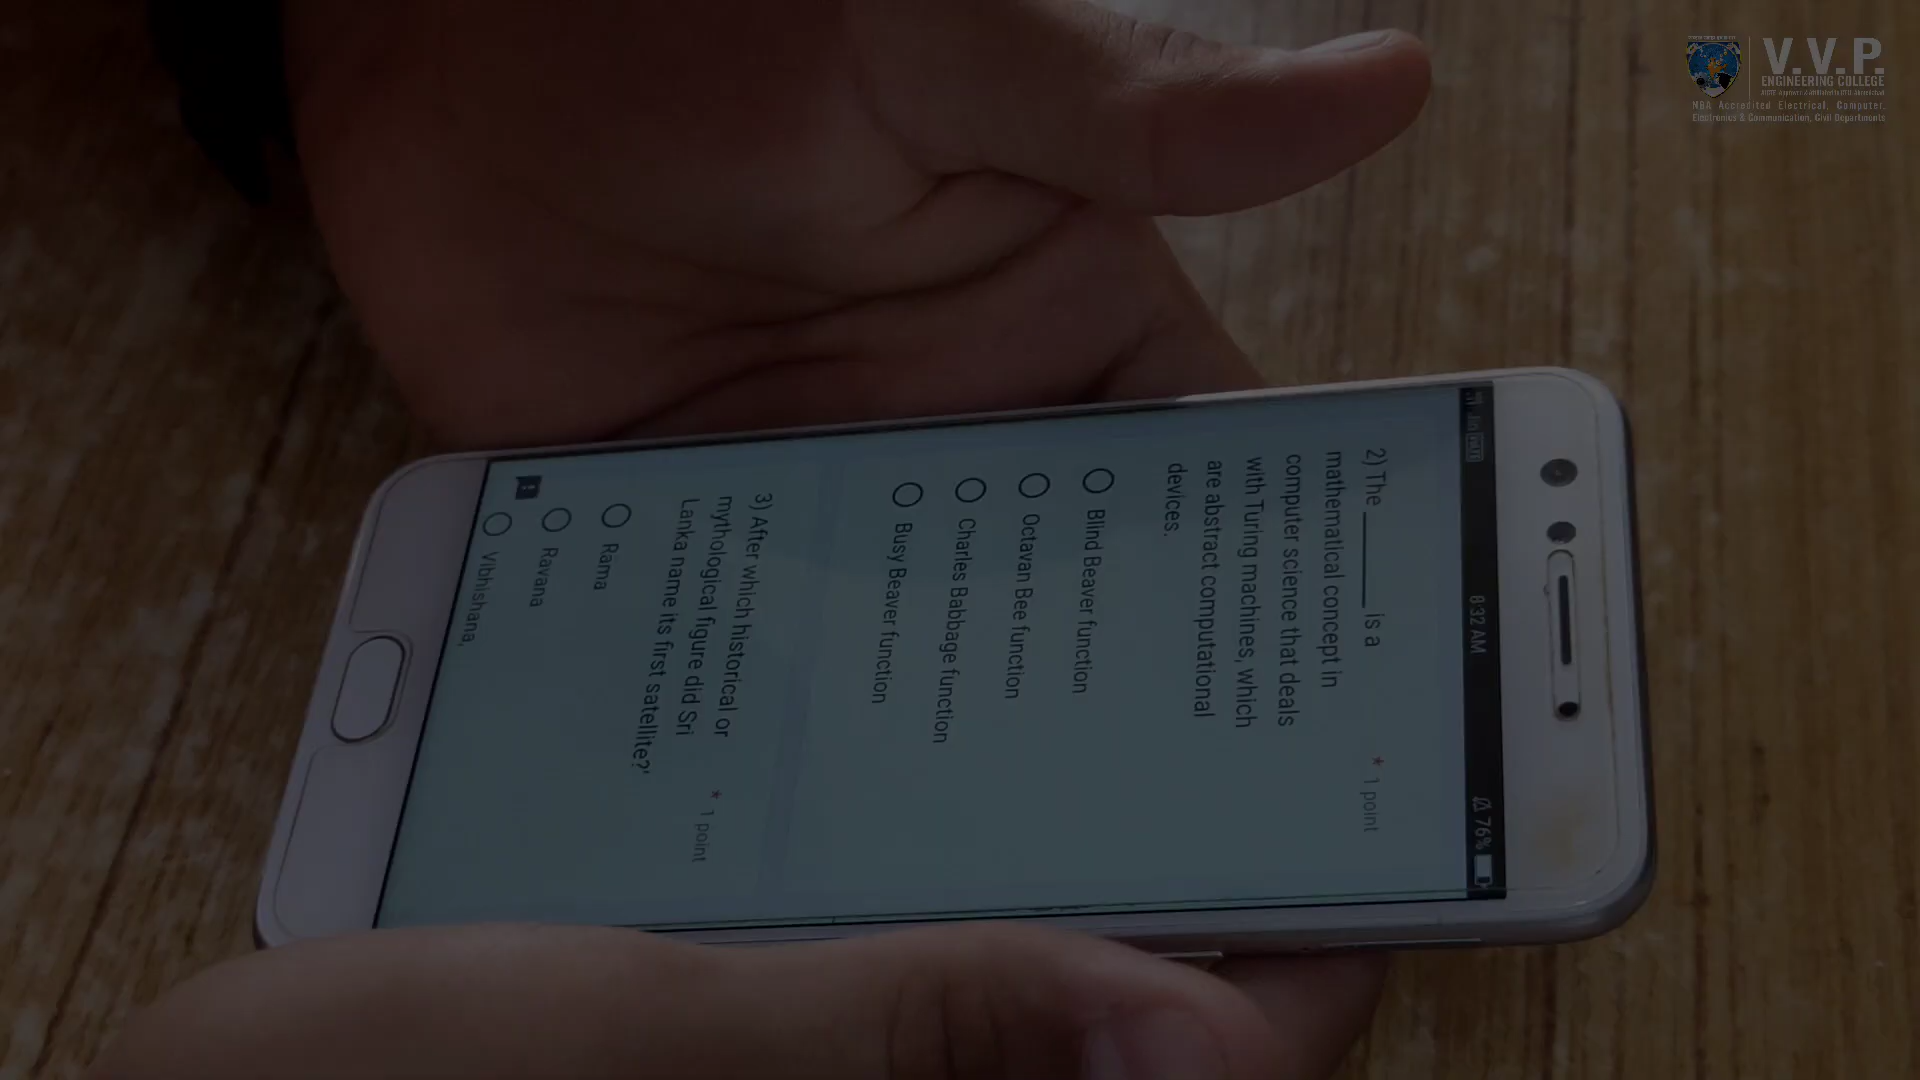 V.V.P.
ENGINEERING COLLEGE
NBA Accredited Electrical, Computer,
Electronics & Communication, Civil Departments
8:32 AM
76%
2) The ________ is a
mathematical concept in
computer science that deals
with Turing machines, which
are abstract computational
devices.
* 1 point
Blind Beaver function
Octavan Bee function
Charles Babbage function
Busy Beaver function
3) After which historical or
mythological figure did Sri
Lanka name its first satellite?'
* 1 point
Rama
Ravana
Vibhishana,